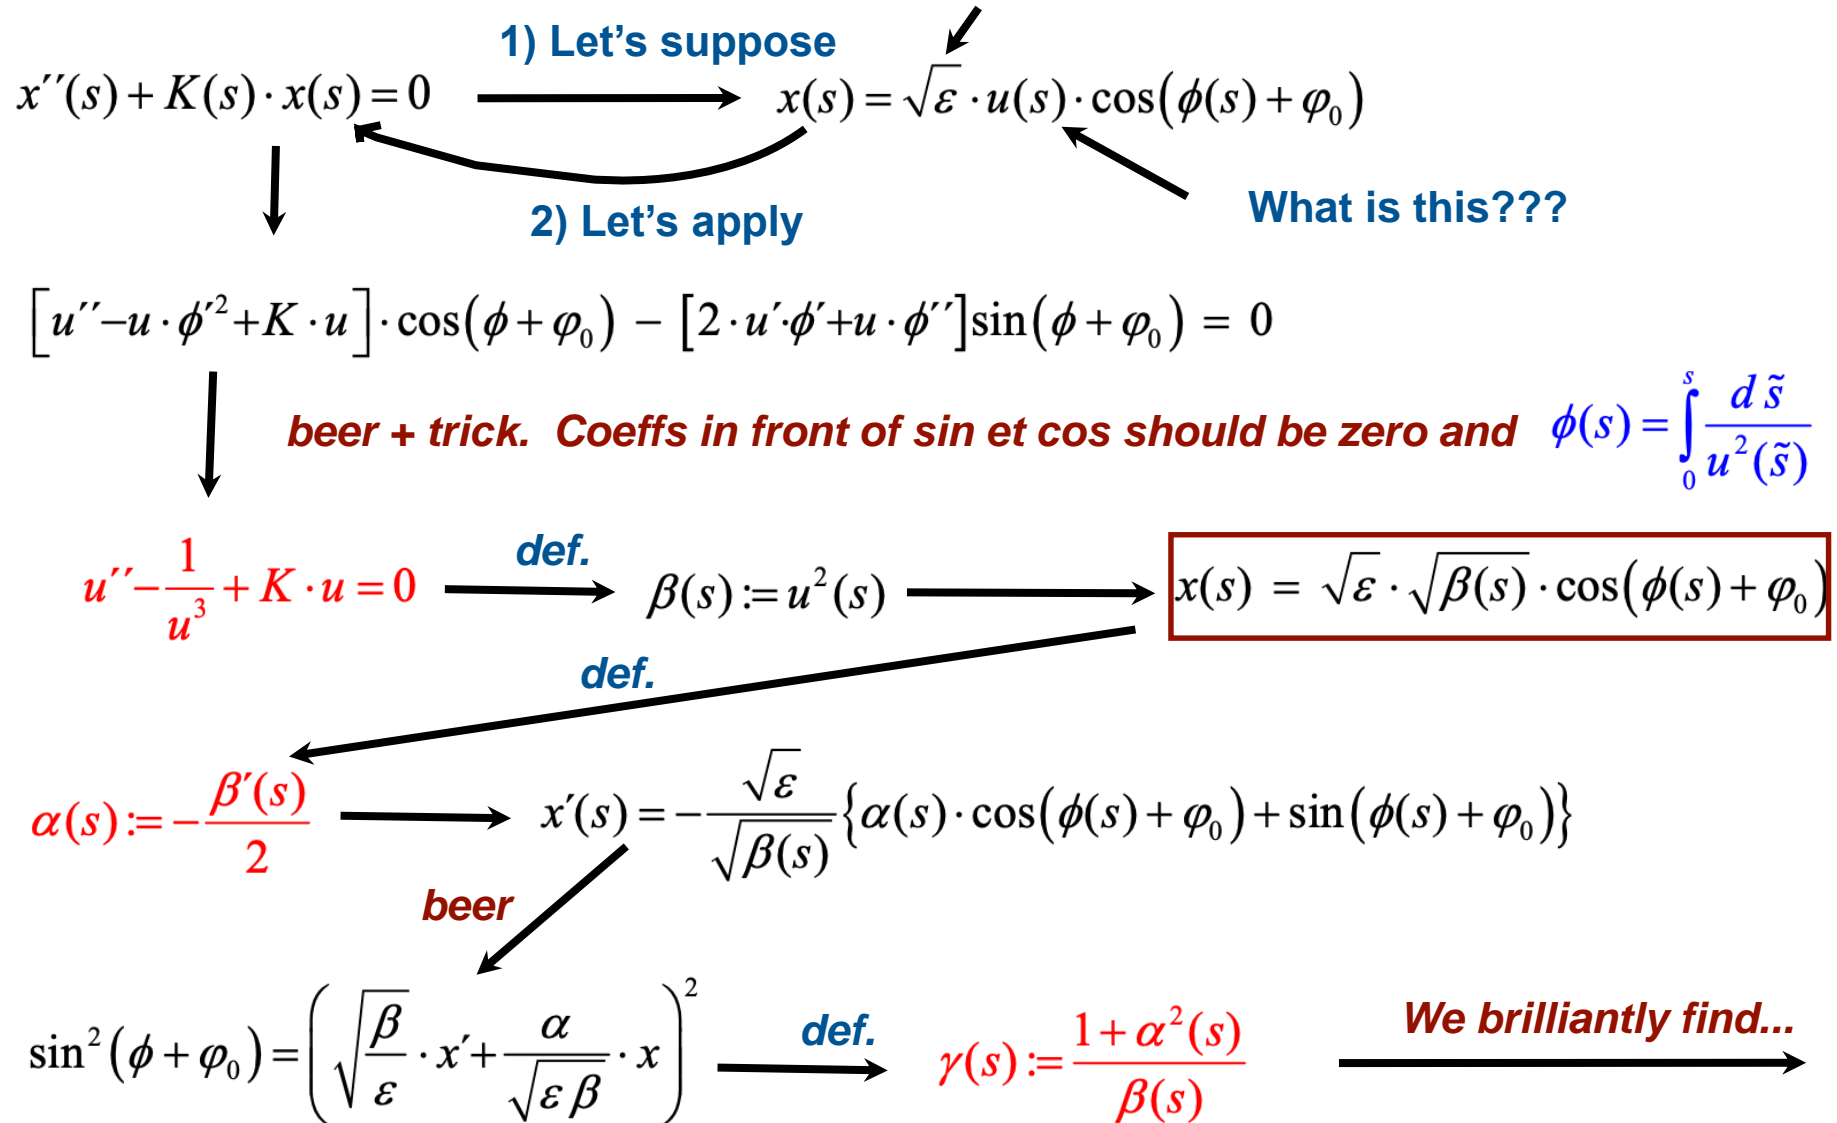 1) Let's suppose
x´´(s) + K(s) · x(s) = 0
x(s) = √ε · u(s) · cos(ϕ(s) + φ₀)
2) Let's apply
What is this???
[u´´–u · ϕ´² + K · u] · cos(ϕ + φ₀) − [2 · u´·ϕ´+u · ϕ´´]sin(ϕ + φ₀) = 0
beer + trick. Coeffs in front of sin et cos should be zero and ϕ(s) = ∫₀ˢ d s̃ / u²(s̃)
u´´– 1/u³ + K · u = 0
def.
β(s) := u²(s)
x(s) = √ε · √β(s) · cos(ϕ(s) + φ₀)
def.
α(s) := − β´(s)/2
x´(s) = − √ε/√β(s) {α(s) · cos(ϕ(s) + φ₀) + sin(ϕ(s) + φ₀)}
beer
sin²(ϕ + φ₀) = (√(β/ε) · x´+ α/√(ε β) · x)²
def.
γ(s) := (1 + α²(s))/β(s)
We brilliantly find...